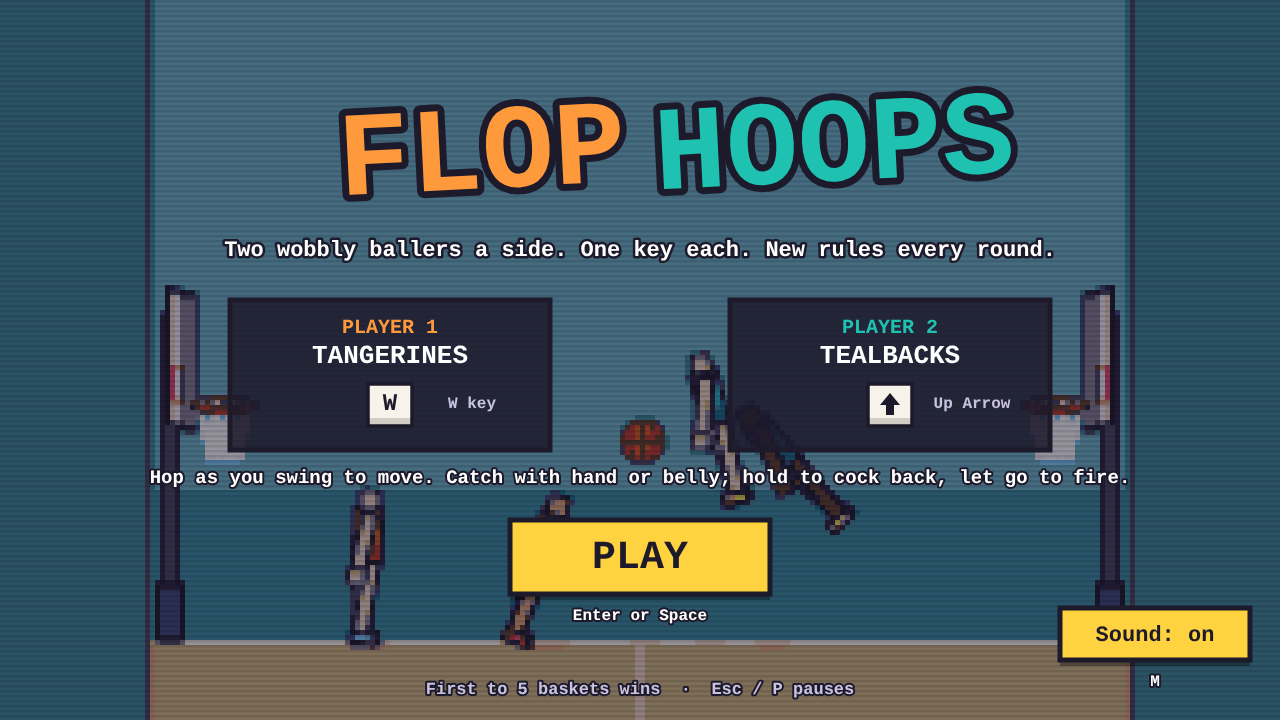 FLOP HOOPS
Two wobbly ballers a side. One key each. New rules every round.
PLAYER 1
TANGERINES
W
W key
PLAYER 2
TEALBACKS
Up Arrow
Hop as you swing to move. Catch with hand or belly; hold to cock back, let go to fire.
PLAY
Enter or Space
Sound: on
M
First to 5 baskets wins · Esc / P pauses